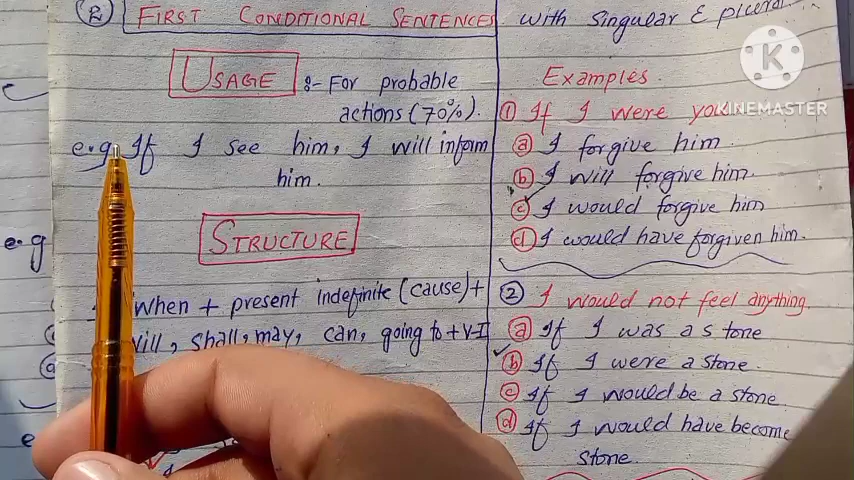 ② FIRST CONDITIONAL SENTENCES
USAGE :- For probable
actions (70%).
e.g If I see him, I will inform
him.
STRUCTURE
When + present indefinite (cause) +
will, shall, may, can, going to + V-I
with singular & plural
Examples.
① If I were you
ⓐ I forgive him.
ⓑ I will forgive him.
ⓒ I would forgive him
ⓓ I would have forgiven him.
② I would not feel anything.
ⓐ If I was a stone
ⓑ If I were a stone.
ⓒ If I would be a stone.
ⓓ If I would have become
stone.
e.g
K
KINEMASTER